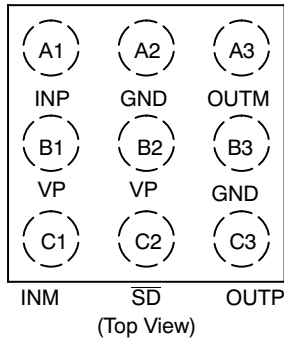 A1 A2 A3
INP GND OUTM
B1 B2 B3
VP VP GND
C1 C2 C3
INM S̅D̅ OUTP
(Top View)